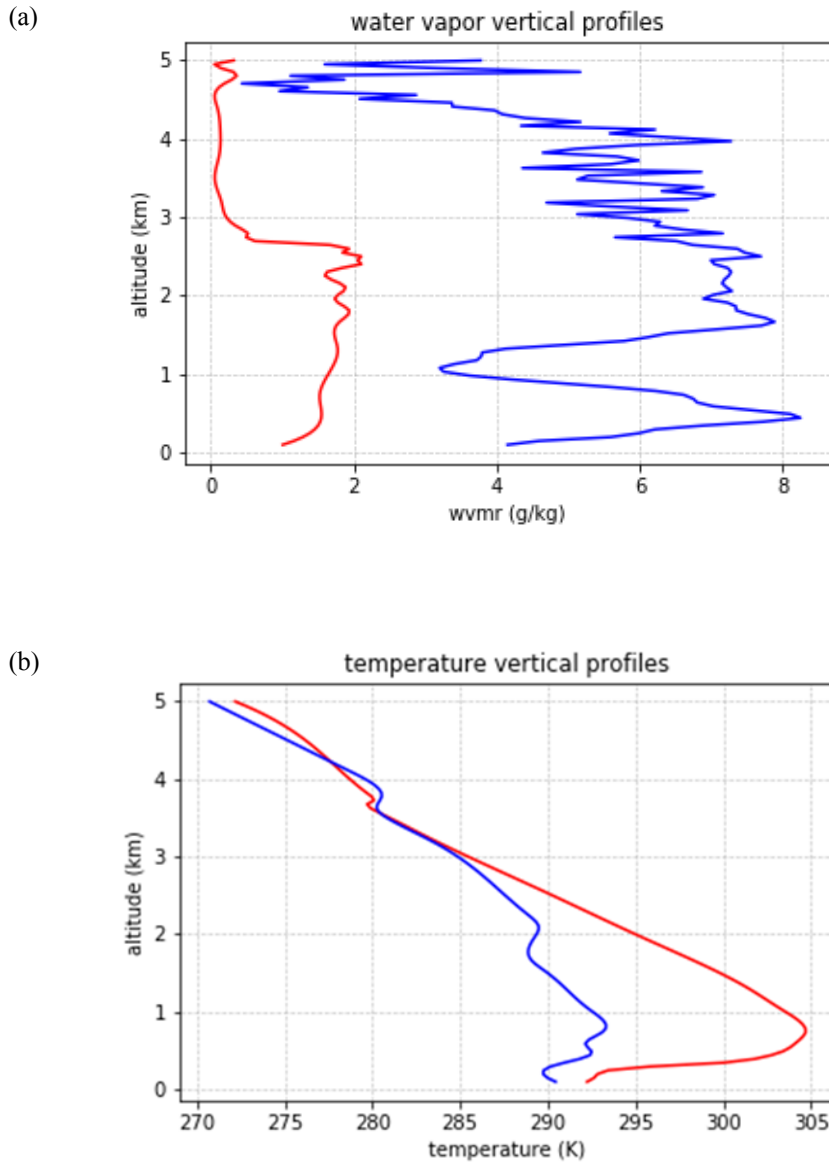 (a)
water vapor vertical profiles
5
4
3
2
1
0
altitude (km)
0 2 4 6 8
wvmr (g/kg)
(b)
temperature vertical profiles
5
4
3
2
1
0
altitude (km)
270 275 280 285 290 295 300 305
temperature (K)